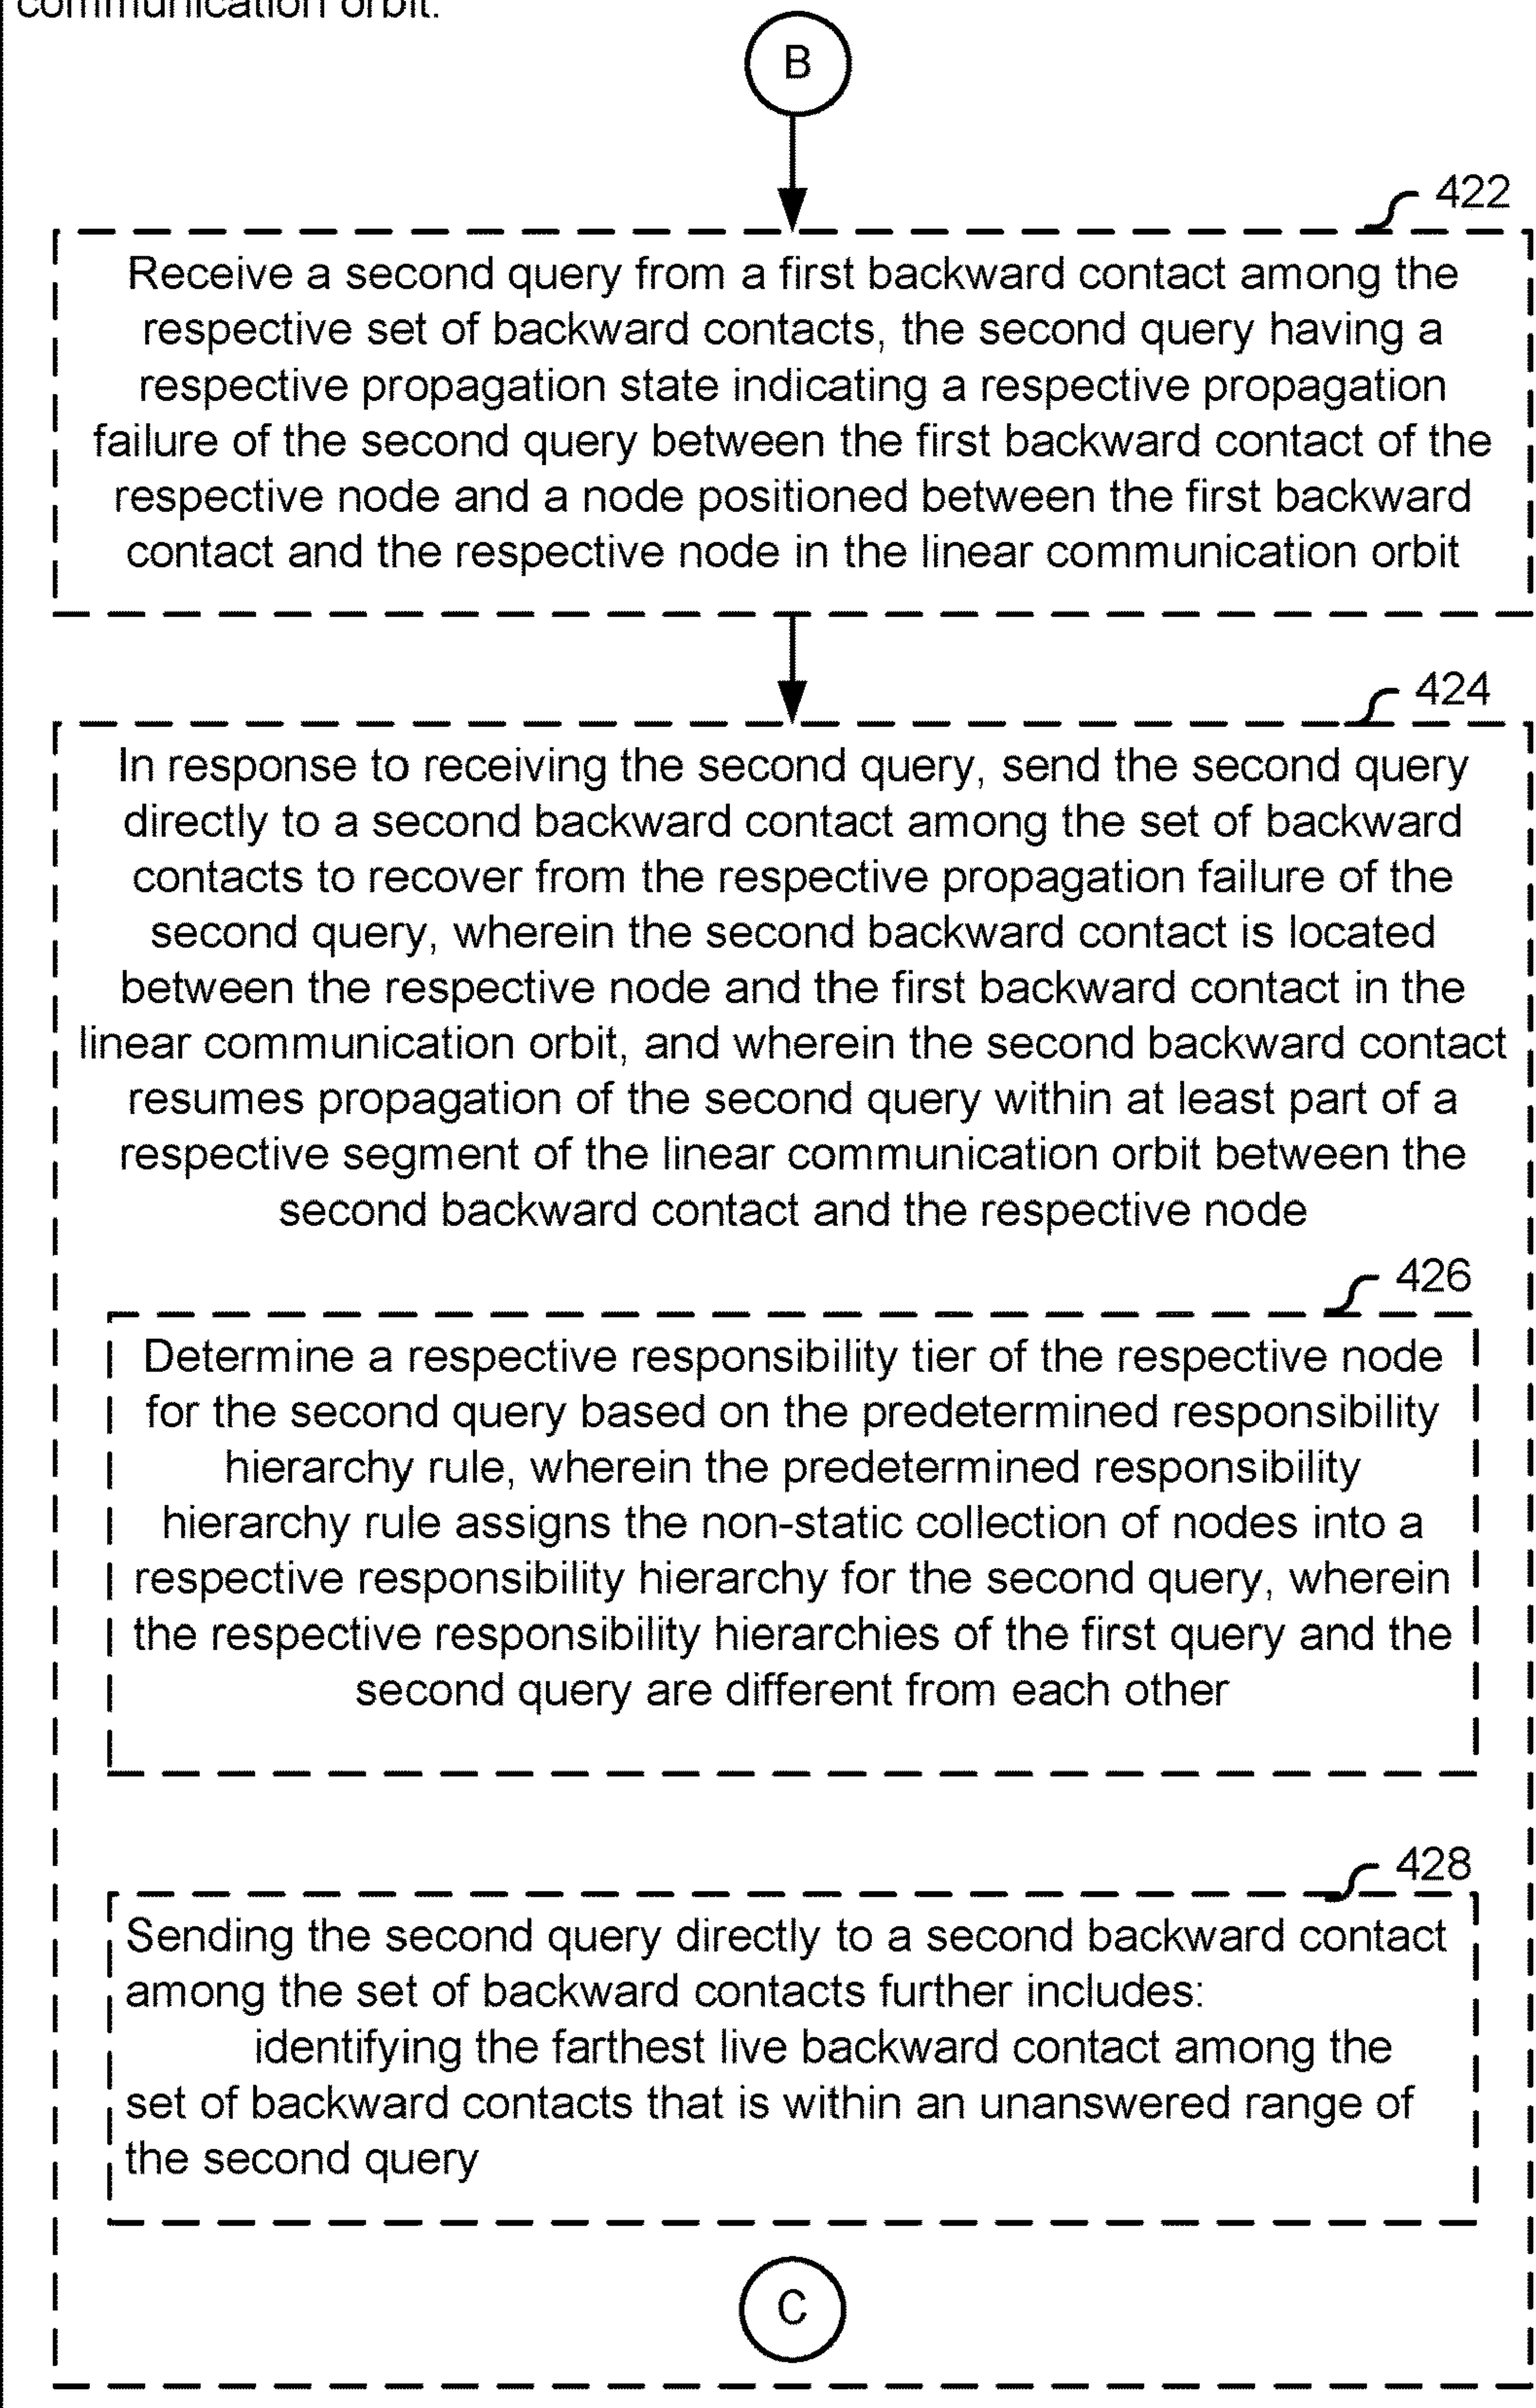 communication orbit.
B
422
Receive a second query from a first backward contact among the
respective set of backward contacts, the second query having a
respective propagation state indicating a respective propagation
failure of the second query between the first backward contact of the
respective node and a node positioned between the first backward
contact and the respective node in the linear communication orbit
424
In response to receiving the second query, send the second query
directly to a second backward contact among the set of backward
contacts to recover from the respective propagation failure of the
second query, wherein the second backward contact is located
between the respective node and the first backward contact in the
linear communication orbit, and wherein the second backward contact
resumes propagation of the second query within at least part of a
respective segment of the linear communication orbit between the
second backward contact and the respective node
426
Determine a respective responsibility tier of the respective node
for the second query based on the predetermined responsibility
hierarchy rule, wherein the predetermined responsibility
hierarchy rule assigns the non-static collection of nodes into a
respective responsibility hierarchy for the second query, wherein
the respective responsibility hierarchies of the first query and the
second query are different from each other
428
Sending the second query directly to a second backward contact
among the set of backward contacts further includes:
identifying the farthest live backward contact among the
set of backward contacts that is within an unanswered range of
the second query
C